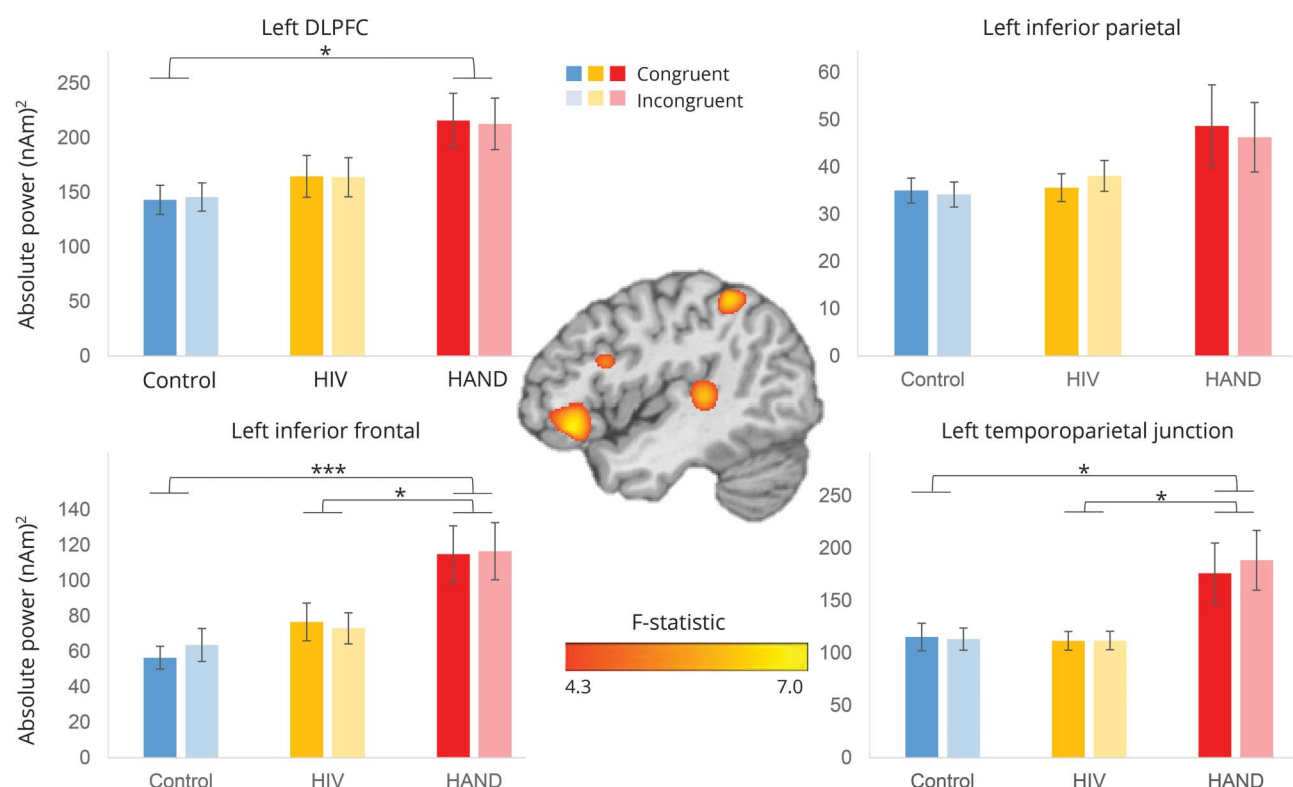 Left DLPFC
*
Absolute power (nAm)²
250
200
150
100
50
0
Control HIV HAND
Congruent
Incongruent
Left inferior parietal
60
50
40
30
20
10
0
Control HIV HAND
Left inferior frontal
***
*
Absolute power (nAm)²
140
120
100
80
60
40
20
0
Control HIV HAND
F-statistic
4.3 7.0
Left temporoparietal junction
*
*
250
200
150
100
50
0
Control HIV HAND